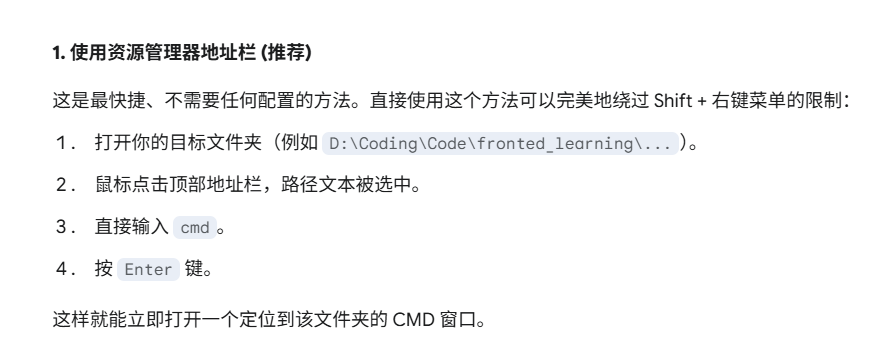 1. 使用资源管理器地址栏 (推荐)
这是最快捷、不需要任何配置的方法。直接使用这个方法可以完美地绕过 Shift + 右键菜单的限制：
1. 打开你的目标文件夹（例如 D:\Coding\Code\fronted_learning\... ）。
2. 鼠标点击顶部地址栏，路径文本被选中。
3. 直接输入 cmd 。
4. 按 Enter 键。
这样就能立即打开一个定位到该文件夹的 CMD 窗口。